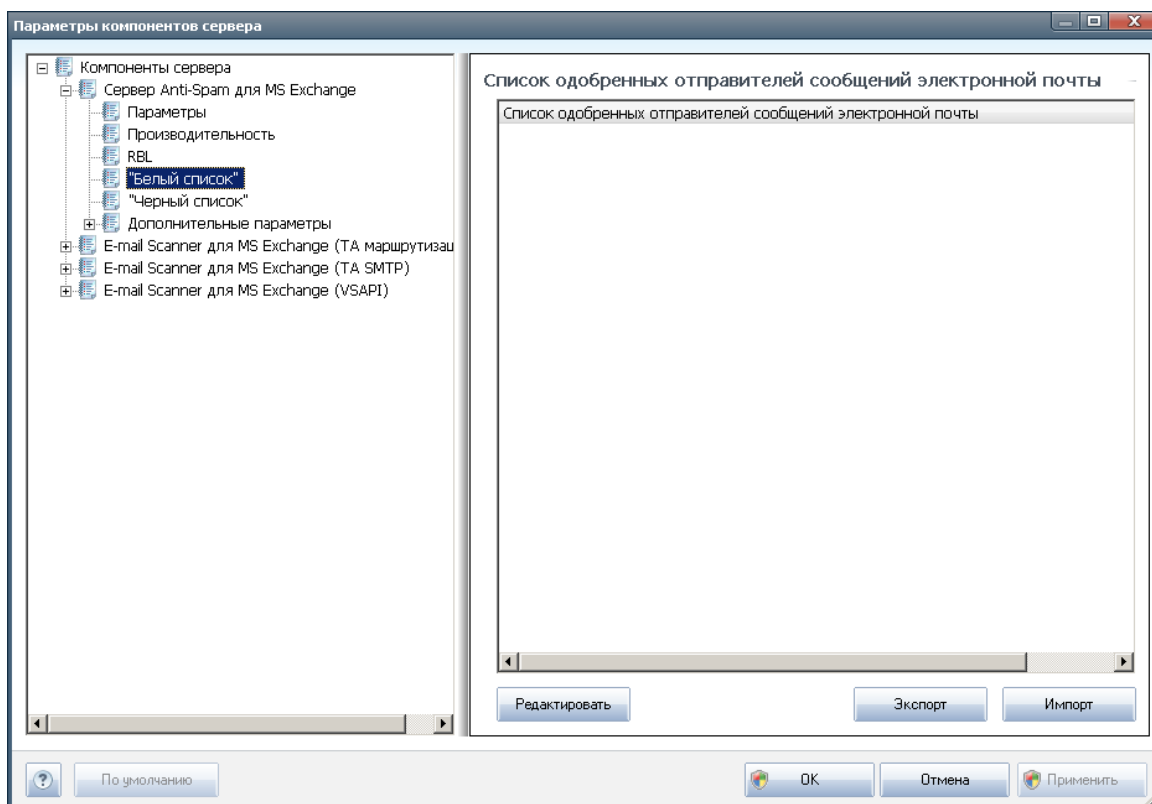 Параметры компонентов сервера
Компоненты сервера
Сервер Anti-Spam для MS Exchange
Параметры
Производительность
RBL
"Белый список"
"Черный список"
Дополнительные параметры
E-mail Scanner для MS Exchange (TA маршрутизац
E-mail Scanner для MS Exchange (TA SMTP)
E-mail Scanner для MS Exchange (VSAPI)
Список одобренных отправителей сообщений электронной почты
Список одобренных отправителей сообщений электронной почты
Редактировать
Экспорт
Импорт
?
По умолчанию
OK
Отмена
Применить